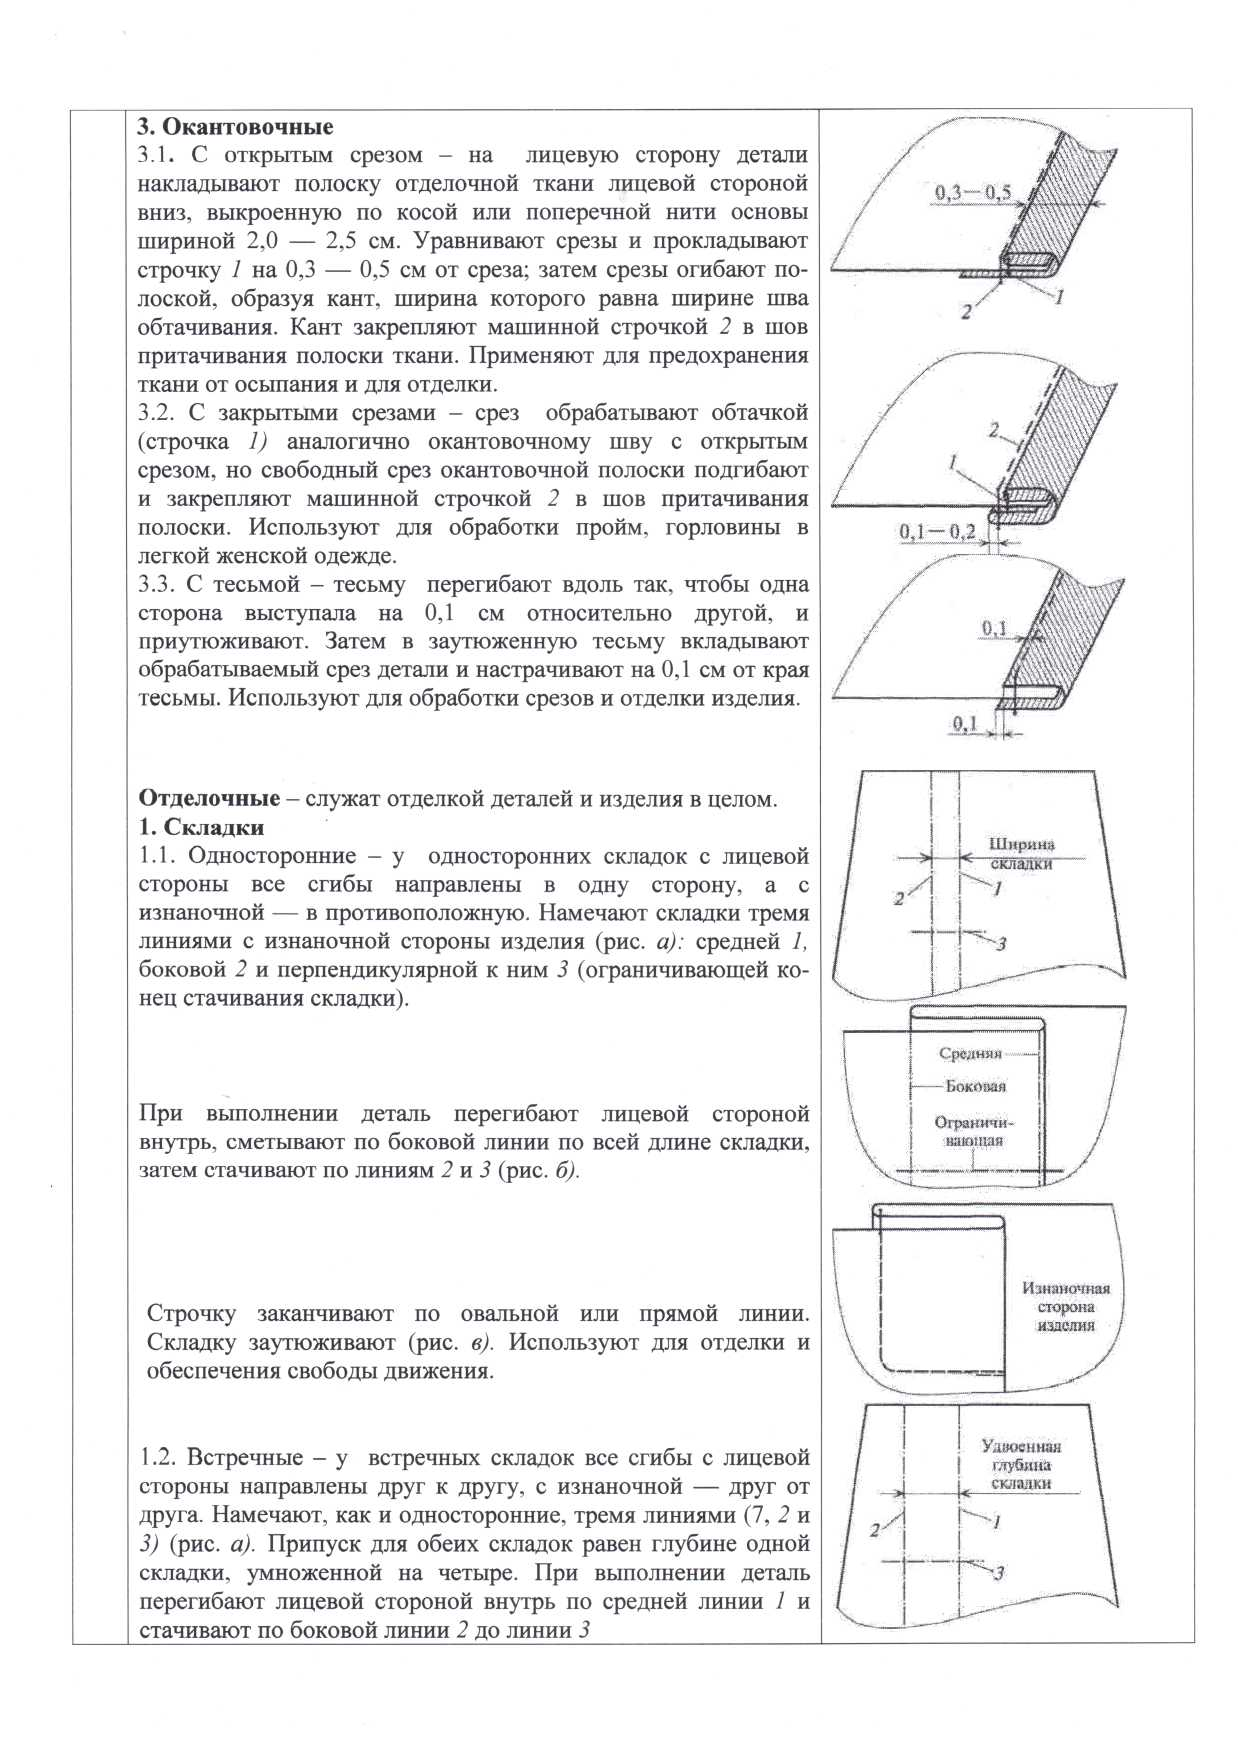 3. Окантовочные
3.1. С открытым срезом – на лицевую сторону детали
накладывают полоску отделочной ткани лицевой стороной
вниз, выкроенную по косой или поперечной нити основы
шириной 2,0 — 2,5 см. Уравнивают срезы и прокладывают
строчку 1 на 0,3 — 0,5 см от среза; затем срезы огибают по-
лоской, образуя кант, ширина которого равна ширине шва
обтачивания. Кант закрепляют машинной строчкой 2 в шов
притачивания полоски ткани. Применяют для предохранения
ткани от осыпания и для отделки.
3.2. С закрытыми срезами – срез обрабатывают обтачкой
(строчка 1) аналогично окантовочному шву с открытым
срезом, но свободный срез окантовочной полоски подгибают
и закрепляют машинной строчкой 2 в шов притачивания
полоски. Используют для обработки пройм, горловины в
легкой женской одежде.
3.3. С тесьмой – тесьму перегибают вдоль так, чтобы одна
сторона выступала на 0,1 см относительно другой, и
приутюживают. Затем в заутюженную тесьму вкладывают
обрабатываемый срез детали и настрачивают на 0,1 см от края
тесьмы. Используют для обработки срезов и отделки изделия.
Отделочные – служат отделкой деталей и изделия в целом.
1. Складки
1.1. Односторонние – у односторонних складок с лицевой
стороны все сгибы направлены в одну сторону, а с
изнаночной — в противоположную. Намечают складки тремя
линиями с изнаночной стороны изделия (рис. а): средней 1,
боковой 2 и перпендикулярной к ним 3 (ограничивающей ко-
нец стачивания складки).
При выполнении деталь перегибают лицевой стороной
внутрь, сметывают по боковой линии по всей длине складки,
затем стачивают по линиям 2 и 3 (рис. б).
Строчку заканчивают по овальной или прямой линии.
Складку заутюживают (рис. в). Используют для отделки и
обеспечения свободы движения.
1.2. Встречные – у встречных складок все сгибы с лицевой
стороны направлены друг к другу, с изнаночной — друг от
друга. Намечают, как и односторонние, тремя линиями (7, 2 и
3) (рис. а). Припуск для обеих складок равен глубине одной
складки, умноженной на четыре. При выполнении деталь
перегибают лицевой стороной внутрь по средней линии 1 и
стачивают по боковой линии 2 до линии 3
0,3—0,5
1
2
2
1
0,1—0,2
0,1
0,1
Ширина
складки
2
1
3
Средняя
Боковая
Ограничи-
вающая
Изнаночная
сторона
изделия
Удвоенная
глубина
складки
2
1
3